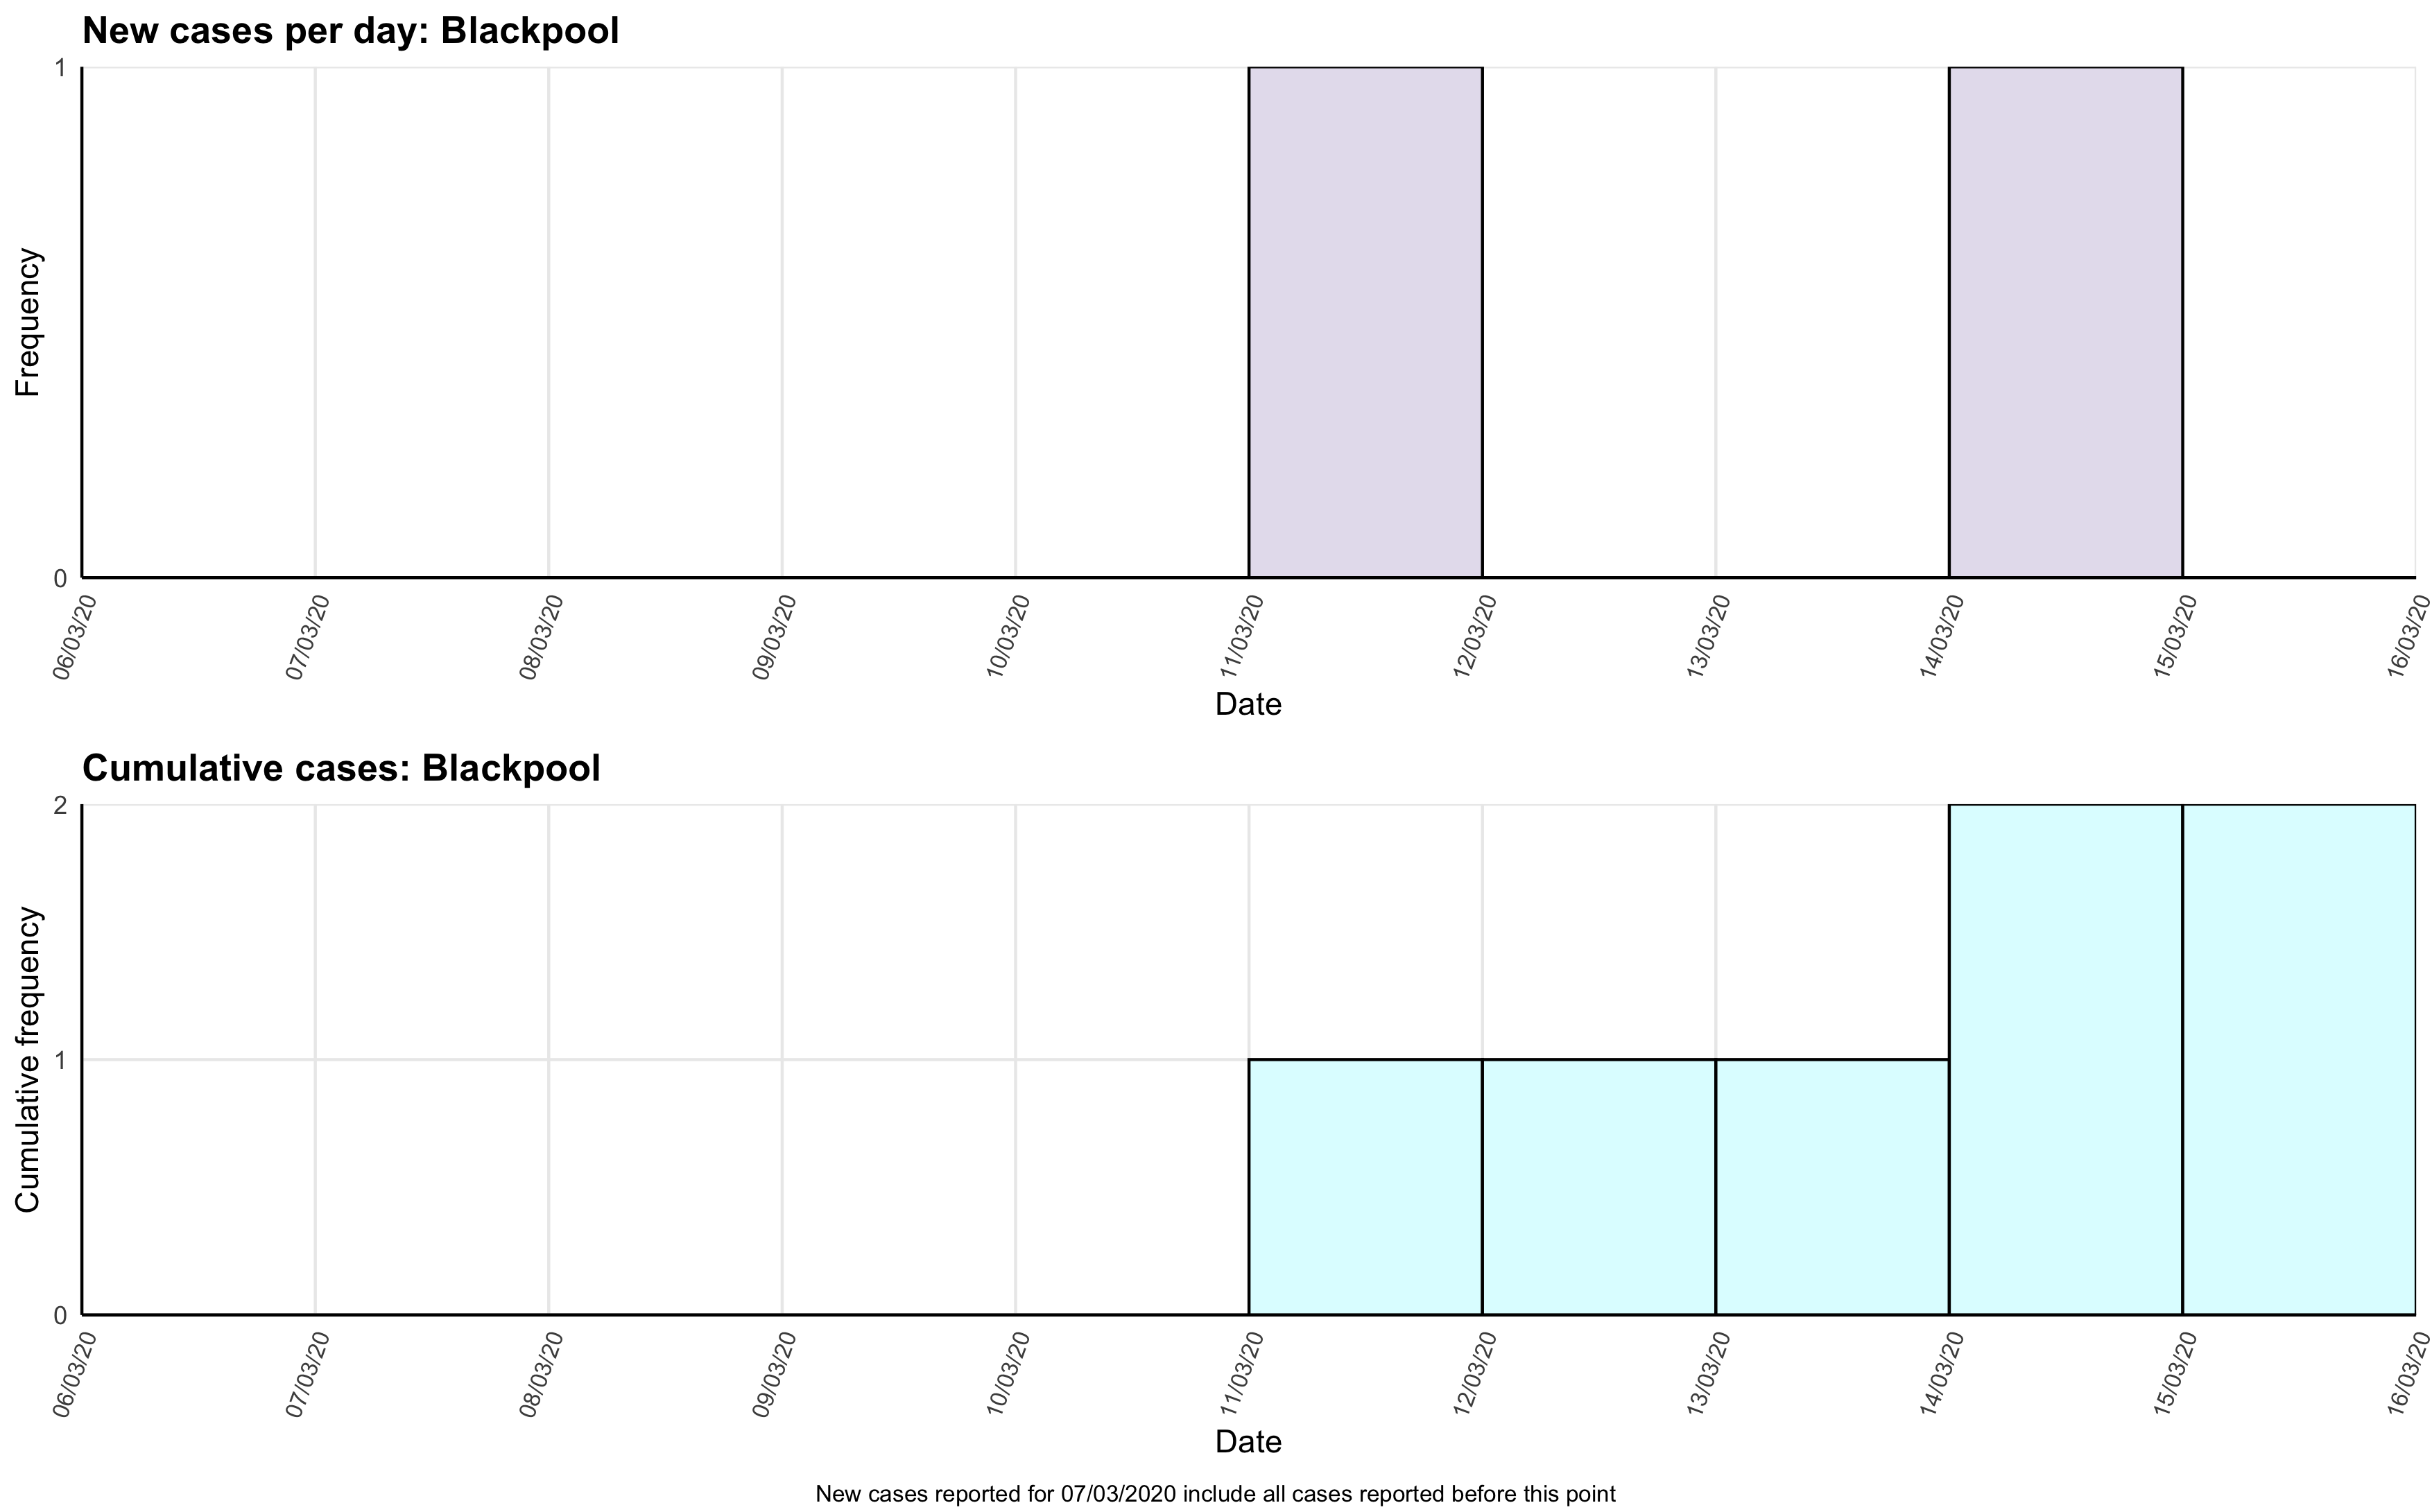 New cases per day: Blackpool
1
Frequency
0
06/03/20 07/03/20 08/03/20 09/03/20 10/03/20 11/03/20 12/03/20 13/03/20 14/03/20 15/03/20 16/03/20
Date
Cumulative cases: Blackpool
2
Cumulative frequency
1
0
06/03/20 07/03/20 08/03/20 09/03/20 10/03/20 11/03/20 12/03/20 13/03/20 14/03/20 15/03/20 16/03/20
Date
New cases reported for 07/03/2020 include all cases reported before this point